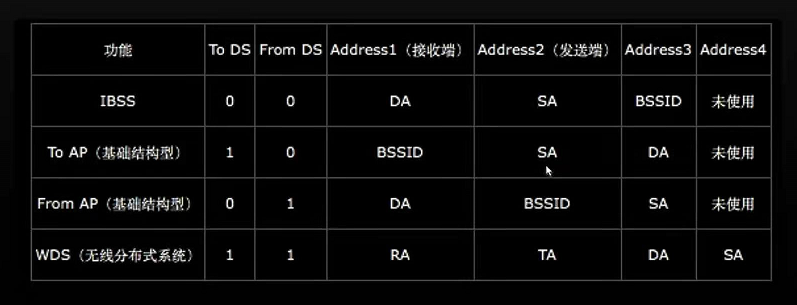 功能 To DS From DS Address1（接收端） Address2（发送端） Address3 Address4
IBSS 0 0 DA SA BSSID 未使用
To AP（基础结构型） 1 0 BSSID SA DA 未使用
From AP（基础结构型） 0 1 DA BSSID SA 未使用
WDS（无线分布式系统） 1 1 RA TA DA SA